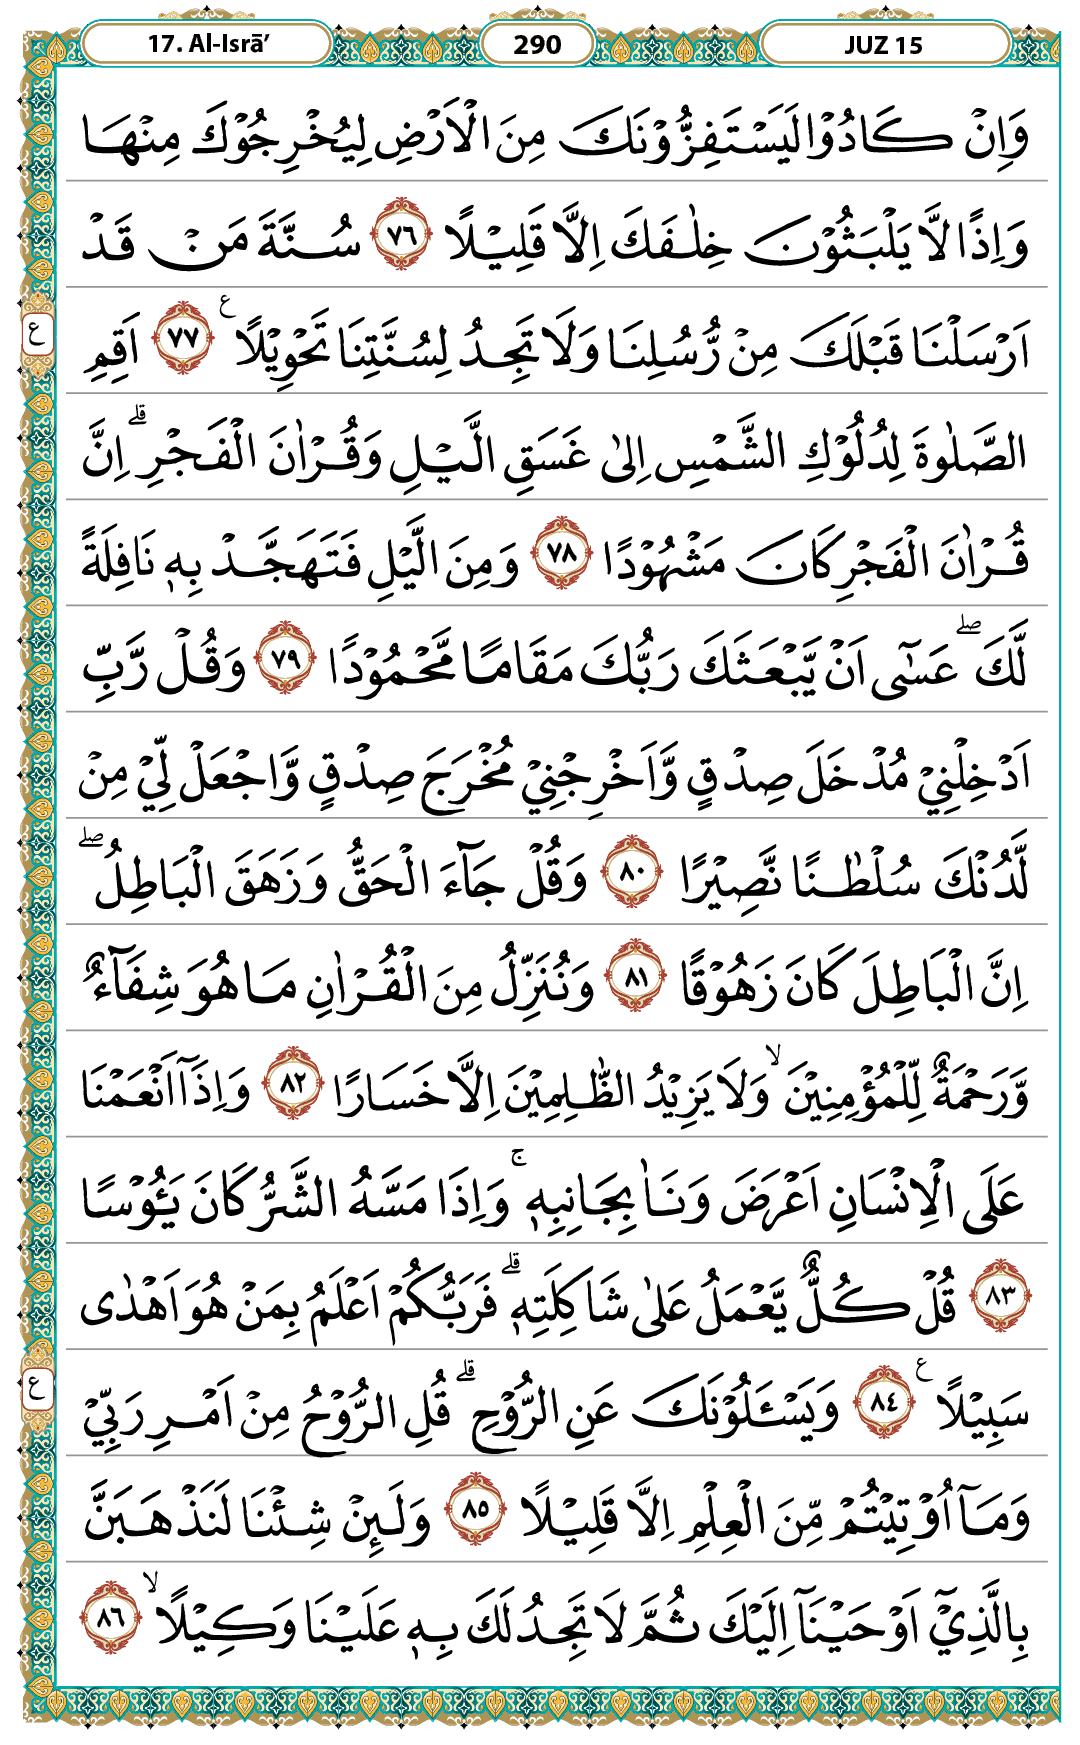 17. Al-Isrā’
290
JUZ 15
وَاِنْ كَادُوْا لَيَسْتَفِزُّوْنَكَ مِنَ الْاَرْضِ لِيُخْرِجُوْكَ مِنْهَا
وَاِذًا لَّا يَلْبَثُوْنَ خِلٰفَكَ اِلَّا قَلِيْلًا ٧٦ سُنَّةَ مَنْ قَدْ
اَرْسَلْنَا قَبْلَكَ مِنْ رُّسُلِنَا وَلَا تَجِدُ لِسُنَّتِنَا تَحْوِيْلًا ࣖ ٧٧ اَقِمِ
ع
الصَّلٰوةَ لِدُلُوْكِ الشَّمْسِ اِلٰى غَسَقِ الَّيْلِ وَقُرْاٰنَ الْفَجْرِۗ اِنَّ
قُرْاٰنَ الْفَجْرِ كَانَ مَشْهُوْدًا ٧٨ وَمِنَ الَّيْلِ فَتَهَجَّدْ بِهٖ نَافِلَةً
لَّكَۖ عَسٰٓى اَنْ يَّبْعَثَكَ رَبُّكَ مَقَامًا مَّحْمُوْدًا ٧٩ وَقُلْ رَّبِّ
اَدْخِلْنِيْ مُدْخَلَ صِدْقٍ وَّاَخْرِجْنِيْ مُخْرَجَ صِدْقٍ وَّاجْعَلْ لِّيْ مِنْ
لَّدُنْكَ سُلْطٰنًا نَّصِيْرًا ٨٠ وَقُلْ جَاۤءَ الْحَقُّ وَزَهَقَ الْبَاطِلُۖ
اِنَّ الْبَاطِلَ كَانَ زَهُوْقًا ٨١ وَنُنَزِّلُ مِنَ الْقُرْاٰنِ مَا هُوَ شِفَاۤءٌ
وَّرَحْمَةٌ لِّلْمُؤْمِنِيْنَۙ وَلَا يَزِيْدُ الظّٰلِمِيْنَ اِلَّا خَسَارًا ٨٢ وَاِذَآ اَنْعَمْنَا
عَلَى الْاِنْسَانِ اَعْرَضَ وَنَاٰ بِجَانِبِهٖۚ وَاِذَا مَسَّهُ الشَّرُّ كَانَ يَـُٔوْسًا
٨٣ قُلْ كُلٌّ يَّعْمَلُ عَلٰى شَاكِلَتِهٖۗ فَرَبُّكُمْ اَعْلَمُ بِمَنْ هُوَ اَهْدٰى
سَبِيْلًا ࣖ ٨٤ وَيَسْـَٔلُوْنَكَ عَنِ الرُّوْحِۗ قُلِ الرُّوْحُ مِنْ اَمْرِ رَبِّيْ
ع
وَمَآ اُوْتِيْتُمْ مِّنَ الْعِلْمِ اِلَّا قَلِيْلًا ٨٥ وَلَىِٕنْ شِئْنَا لَنَذْهَبَنَّ
بِالَّذِيْٓ اَوْحَيْنَآ اِلَيْكَ ثُمَّ لَا تَجِدُ لَكَ بِهٖ عَلَيْنَا وَكِيْلًاۙ ٨٦